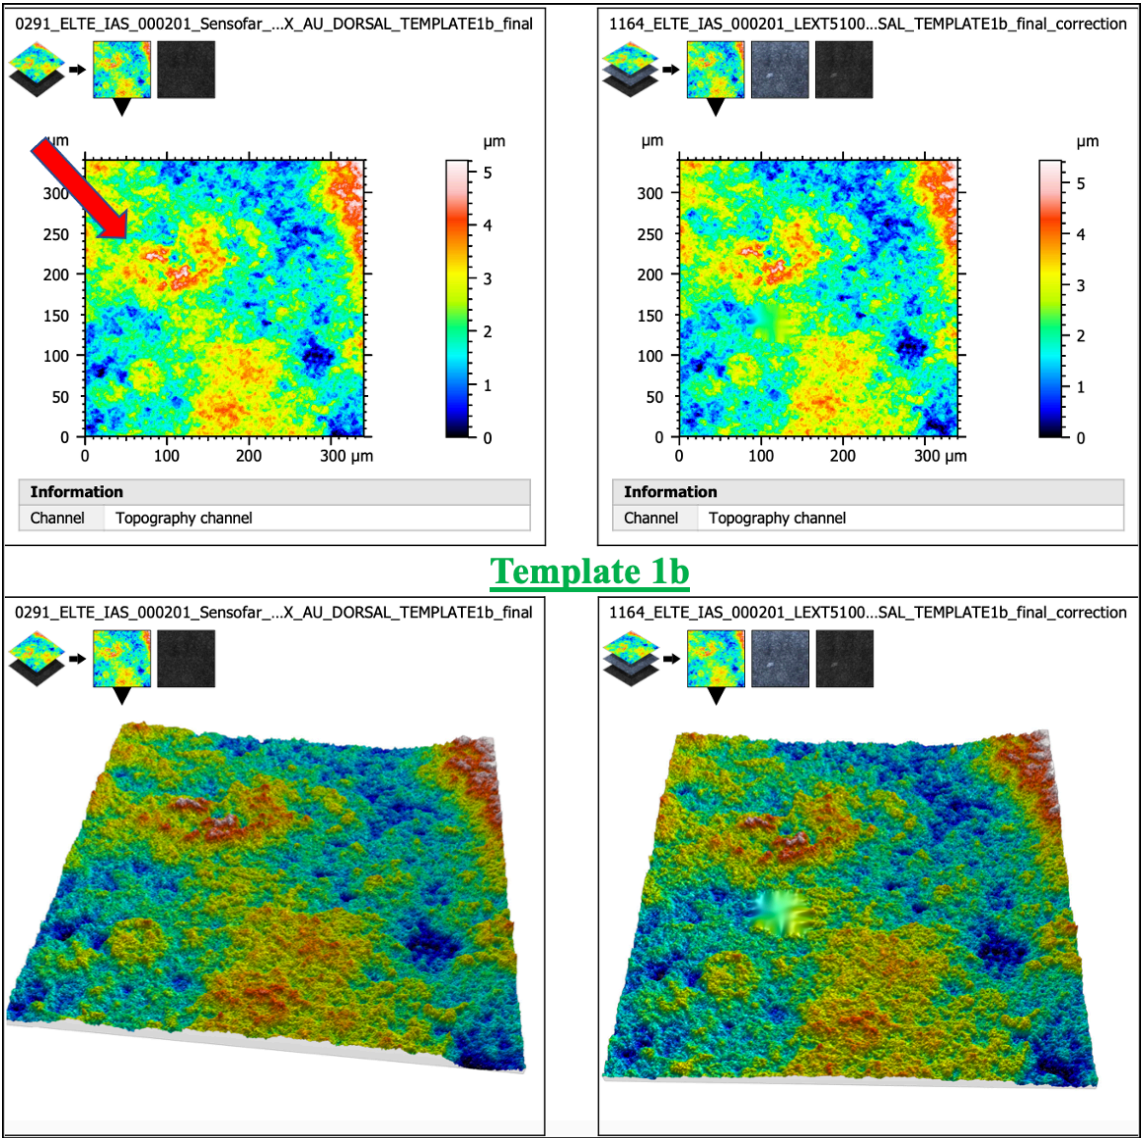 0291_ELTE_IAS_000201_Sensofar_...X_AU_DORSAL_TEMPLATE1b_final
µm
µm
5
4
3
2
1
0
300
250
200
150
100
50
0
0 100 200 300 µm
Information
Channel Topography channel
1164_ELTE_IAS_000201_LEXT5100...SAL_TEMPLATE1b_final_correction
µm
µm
5
4
3
2
1
0
300
250
200
150
100
50
0
0 100 200 300 µm
Information
Channel Topography channel
Template 1b
0291_ELTE_IAS_000201_Sensofar_...X_AU_DORSAL_TEMPLATE1b_final
1164_ELTE_IAS_000201_LEXT5100...SAL_TEMPLATE1b_final_correction